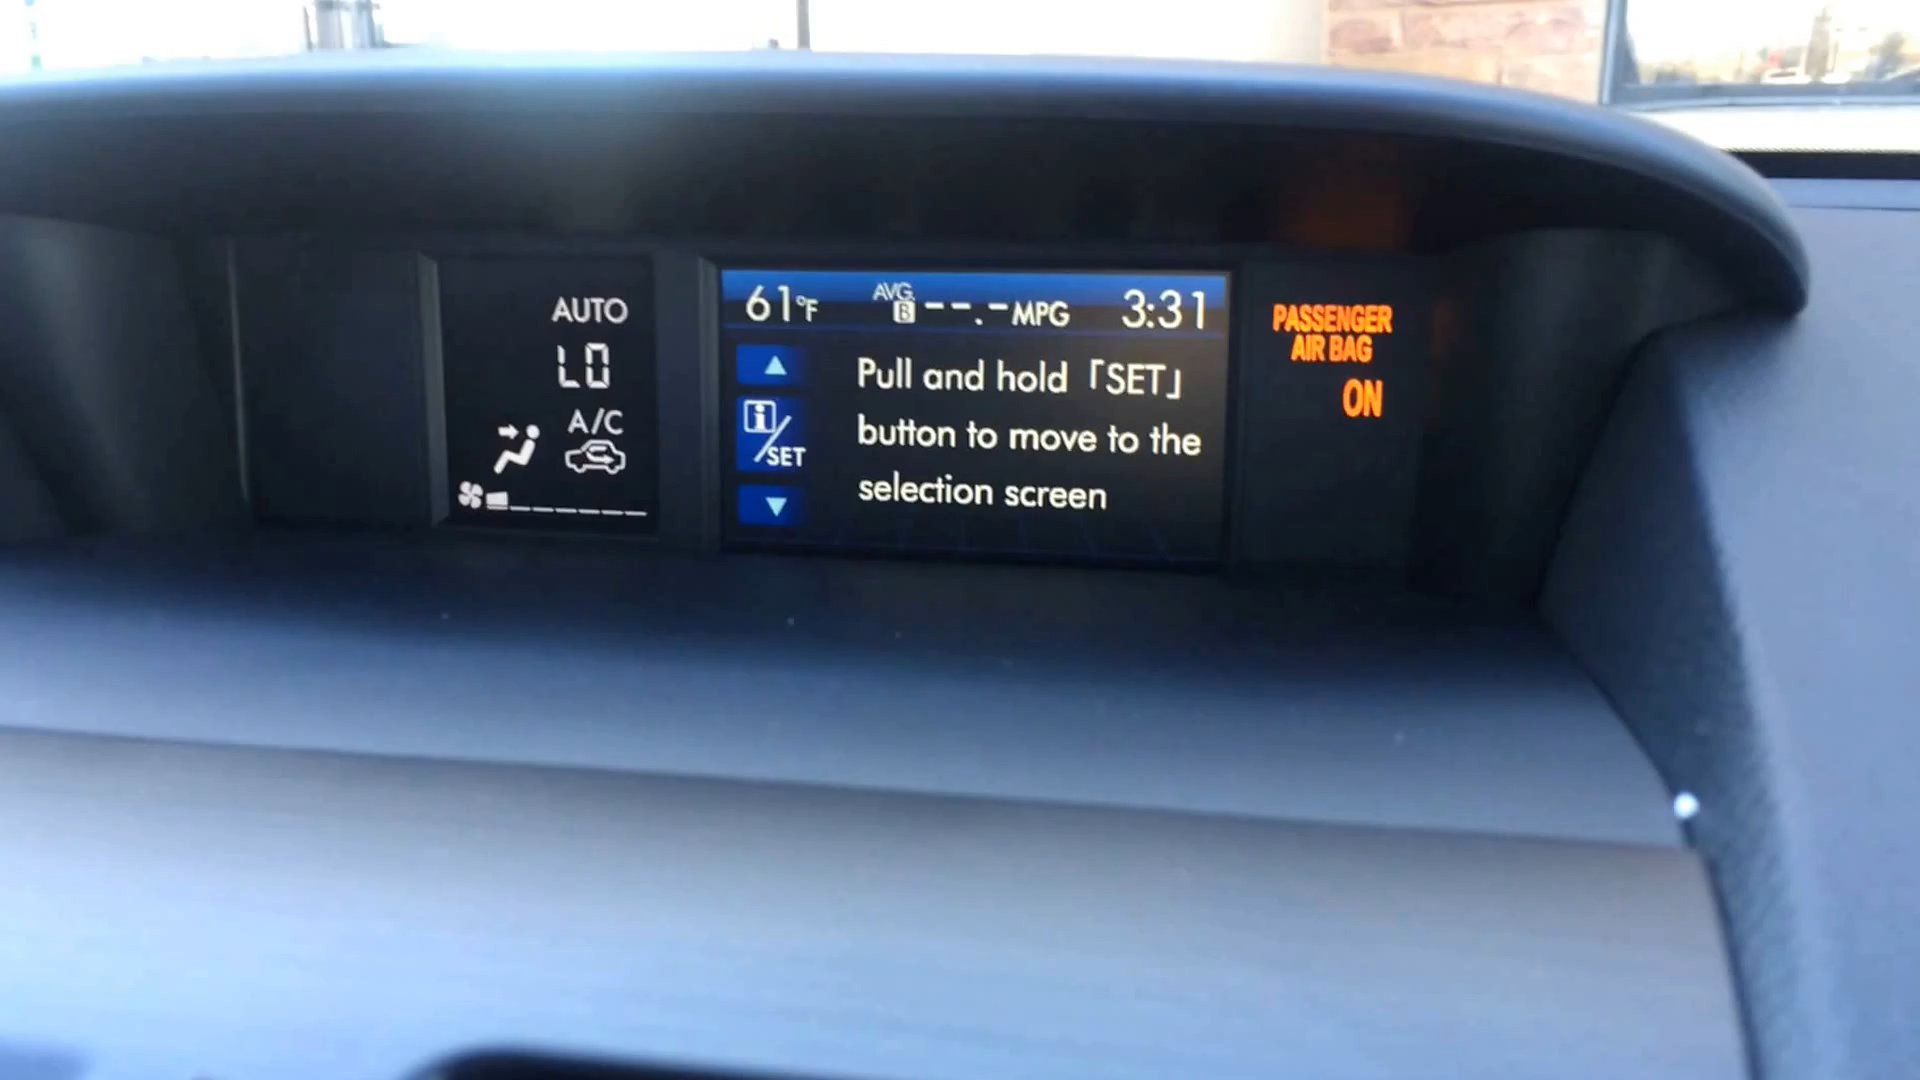 AUTO
LO
A/C
61°F AVG. B --.-MPG 3:31
i/SET
Pull and hold「SET」
button to move to the
selection screen
PASSENGER
AIR BAG
ON